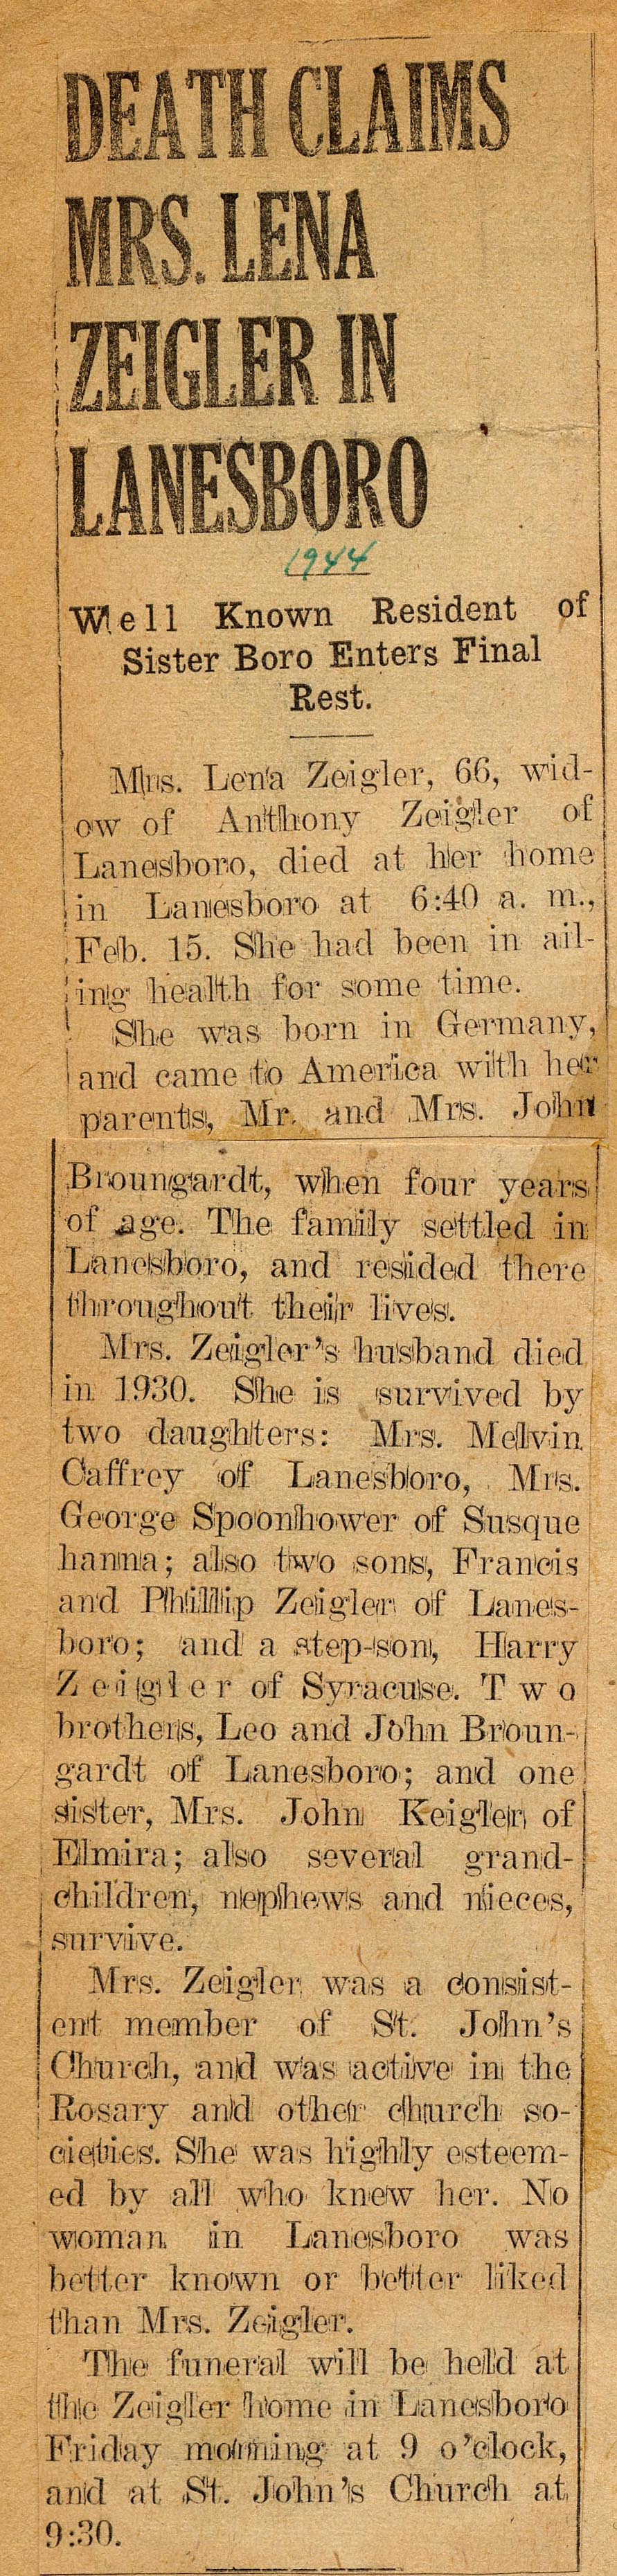 DEATH CLAIMS
MRS. LENA
ZEIGLER IN
LANESBORO
1944
Well Known Resident of
Sister Boro Enters Final
Rest.
Mrs. Lena Zeigler, 66, wid-
ow of Anthony Zeigler of
Lanesboro, died at her home
in Lanesboro at 6:40 a. m.,
Feb. 15. She had been in ail-
ing health for some time.
She was born in Germany,
and came to America with her
parents, Mr. and Mrs. John
Broungardt, when four years
of age. The family settled in
Lanesboro, and resided there
throughout their lives.
Mrs. Zeigler's husband died
in 1930. She is survived by
two daughters: Mrs. Melvin
Caffrey of Lanesboro, Mrs.
George Spoonhower of Susque
hanna; also two sons, Francis
and Phillip Zeigler of Lanes-
boro; and a step-son, Harry
Zeigler of Syracuse. Two
brothers, Leo and John Broun-
gardt of Lanesboro; and one
sister, Mrs. John Keigler of
Elmira; also several grand-
children, nephews and nieces,
survive.
Mrs. Zeigler was a consist-
ent member of St. John's
Church, and was active in the
Rosary and other church so-
cieties. She was highly esteem-
ed by all who knew her. No
woman in Lanesboro was
better known or better liked
than Mrs. Zeigler.
The funeral will be held at
the Zeigler home in Lanesboro
Friday morning at 9 o'clock,
and at St. John's Church at
9:30.